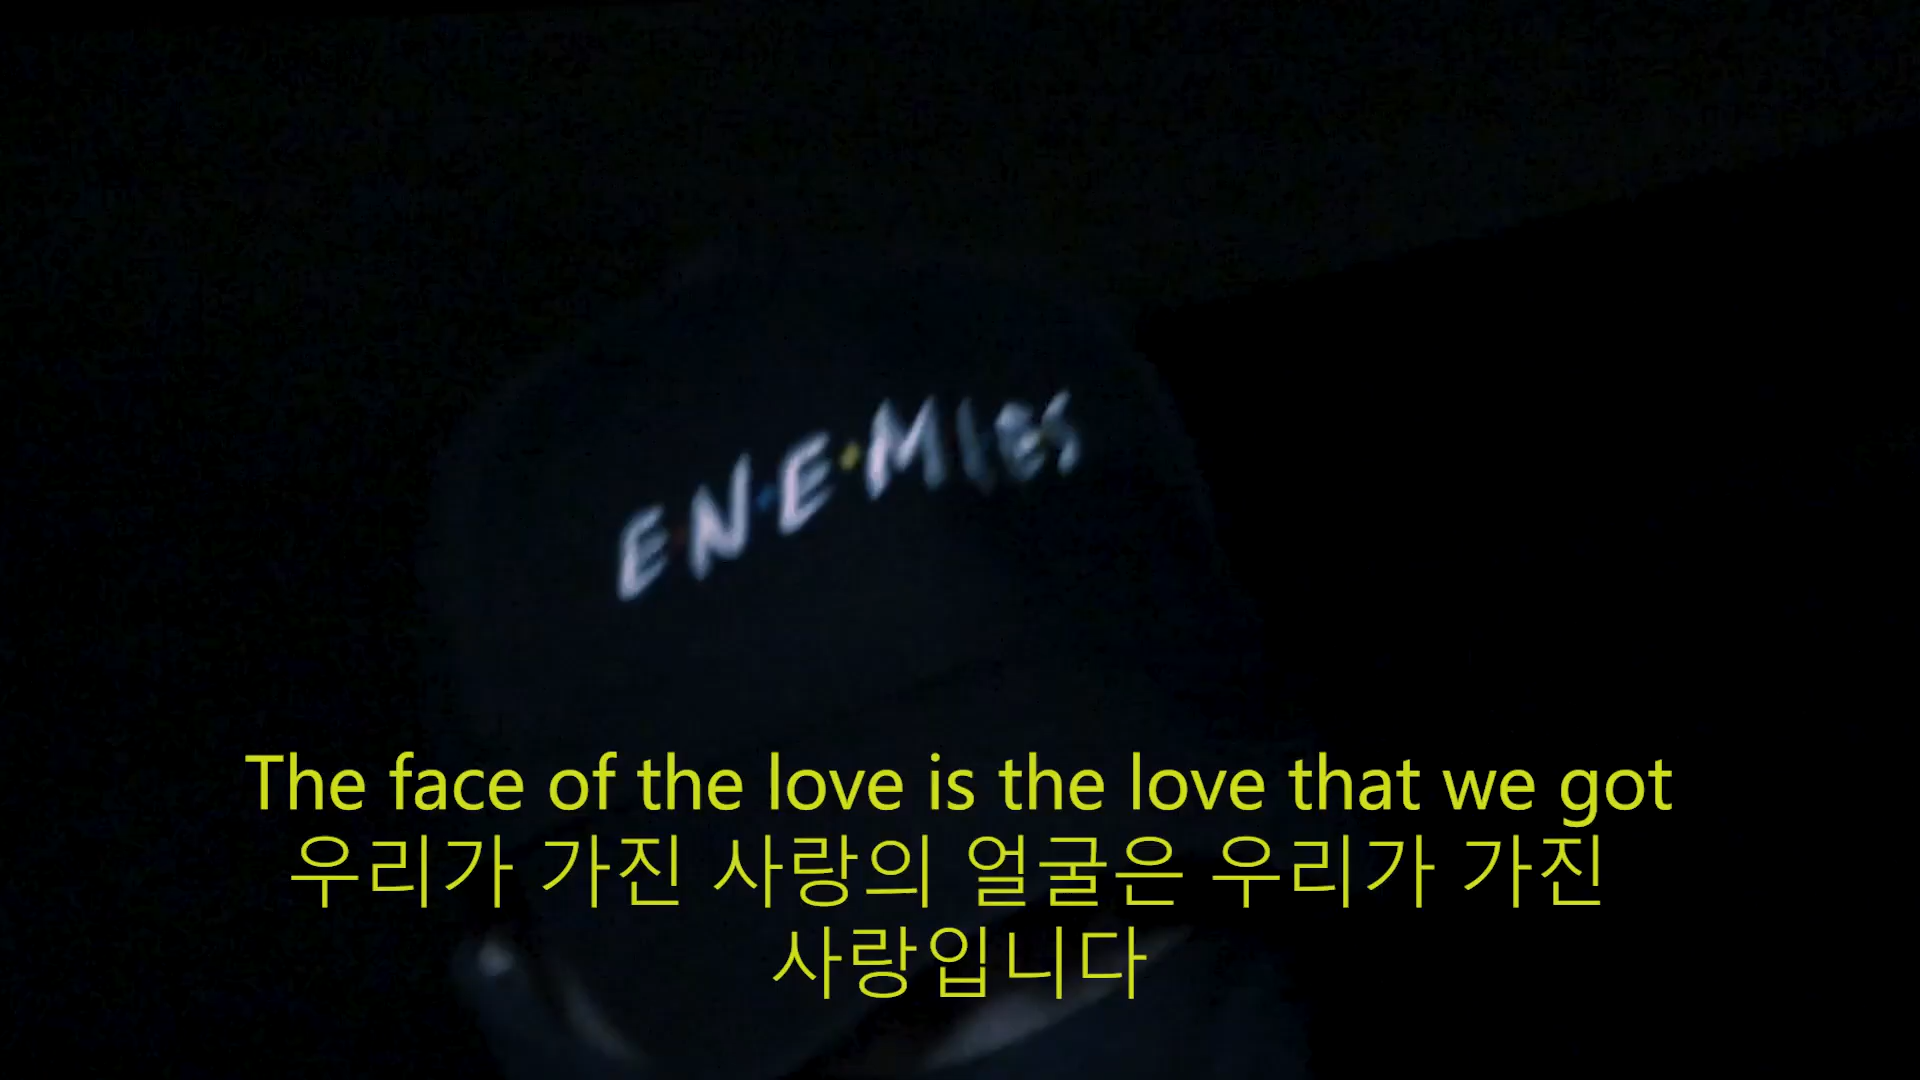 E·N·E·MIES
The face of the love is the love that we got
우리가 가진 사랑의 얼굴은 우리가 가진
사랑입니다